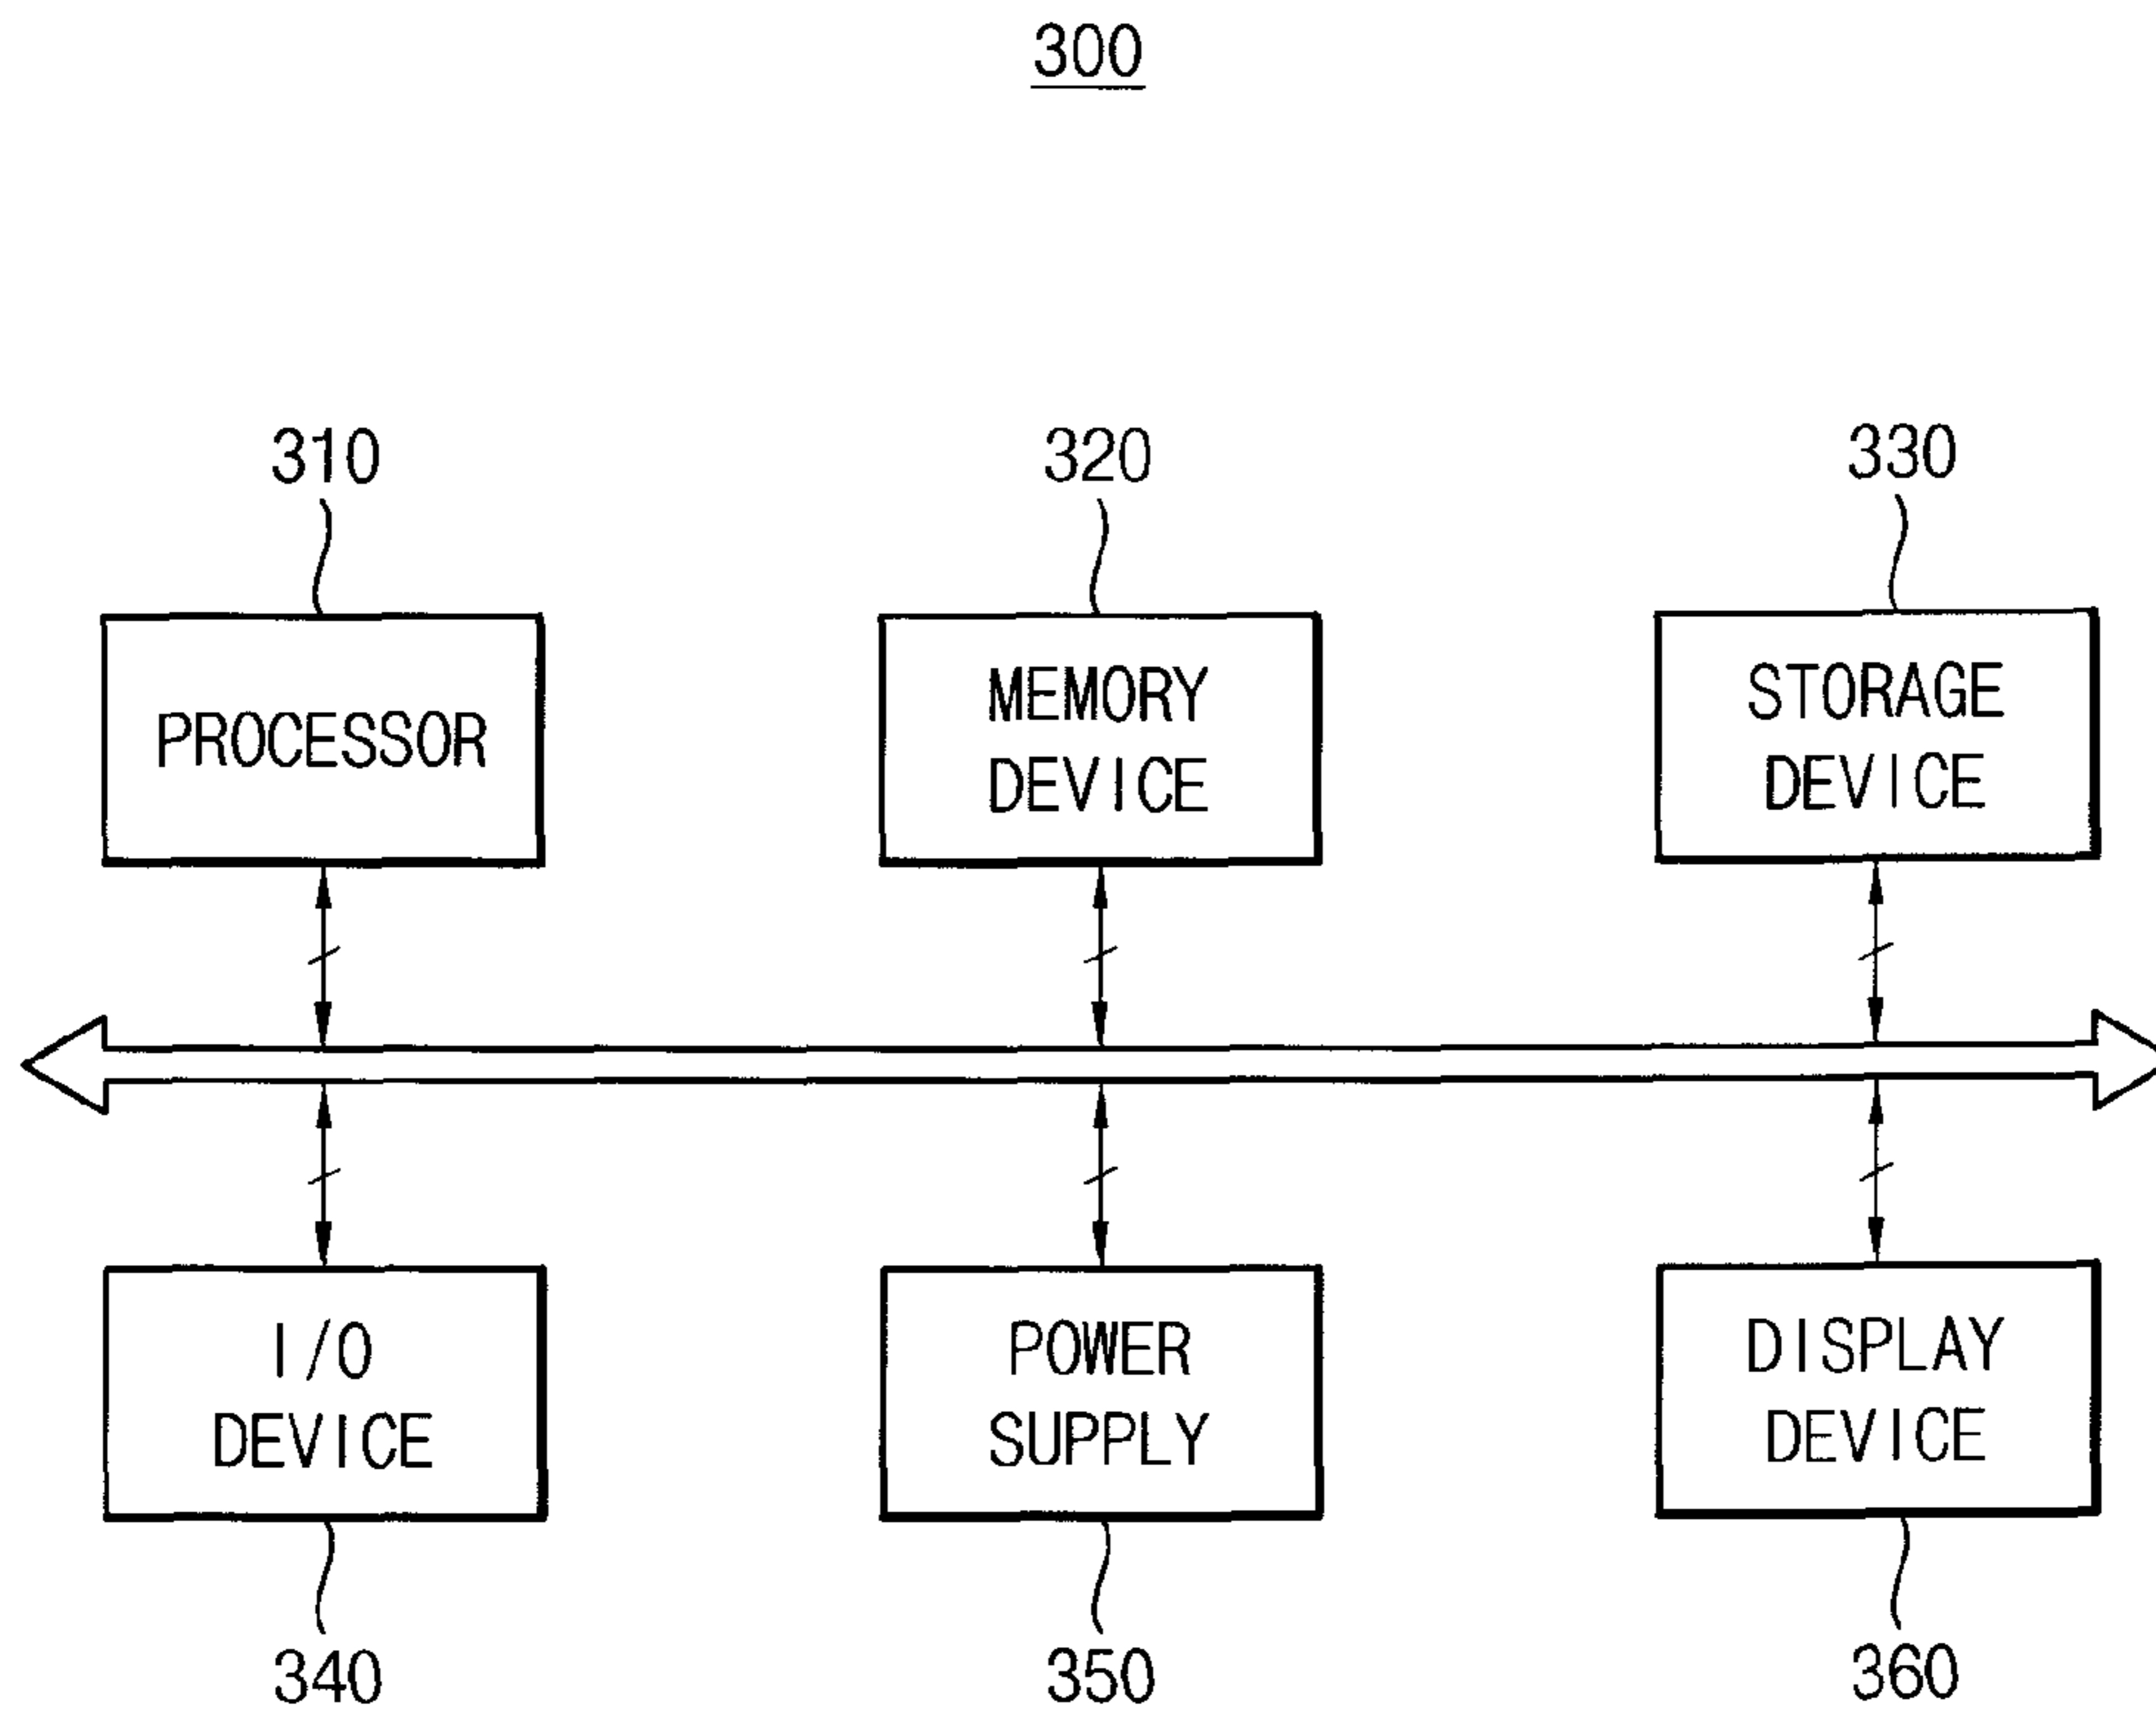 300
310
320
330
PROCESSOR
MEMORY
DEVICE
STORAGE
DEVICE
I/O
DEVICE
POWER
SUPPLY
DISPLAY
DEVICE
340
350
360